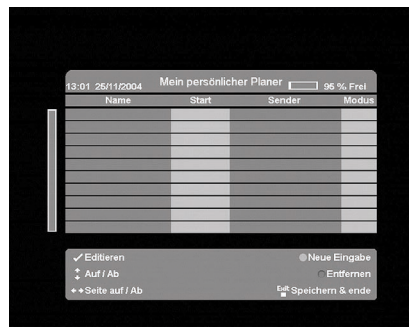 13:01 25/11/2004 Mein persönlicher Planer 95 % Frei
Name Start Sender Modus
Editieren Neue Eingabe
Auf / Ab Entfernen
Seite auf / Ab Exit Speichern & ende